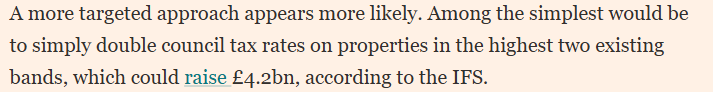 A more targeted approach appears more likely. Among the simplest would be
to simply double council tax rates on properties in the highest two existing
bands, which could raise £4.2bn, according to the IFS.